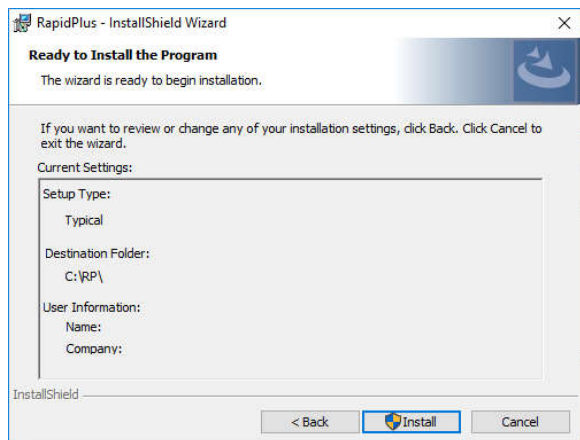 RapidPlus - InstallShield Wizard
Ready to Install the Program
The wizard is ready to begin installation.
If you want to review or change any of your installation settings, click Back. Click Cancel to
exit the wizard.
Current Settings:
Setup Type:
Typical
Destination Folder:
C:\RP\
User Information:
Name:
Company:
InstallShield
< Back
Install
Cancel